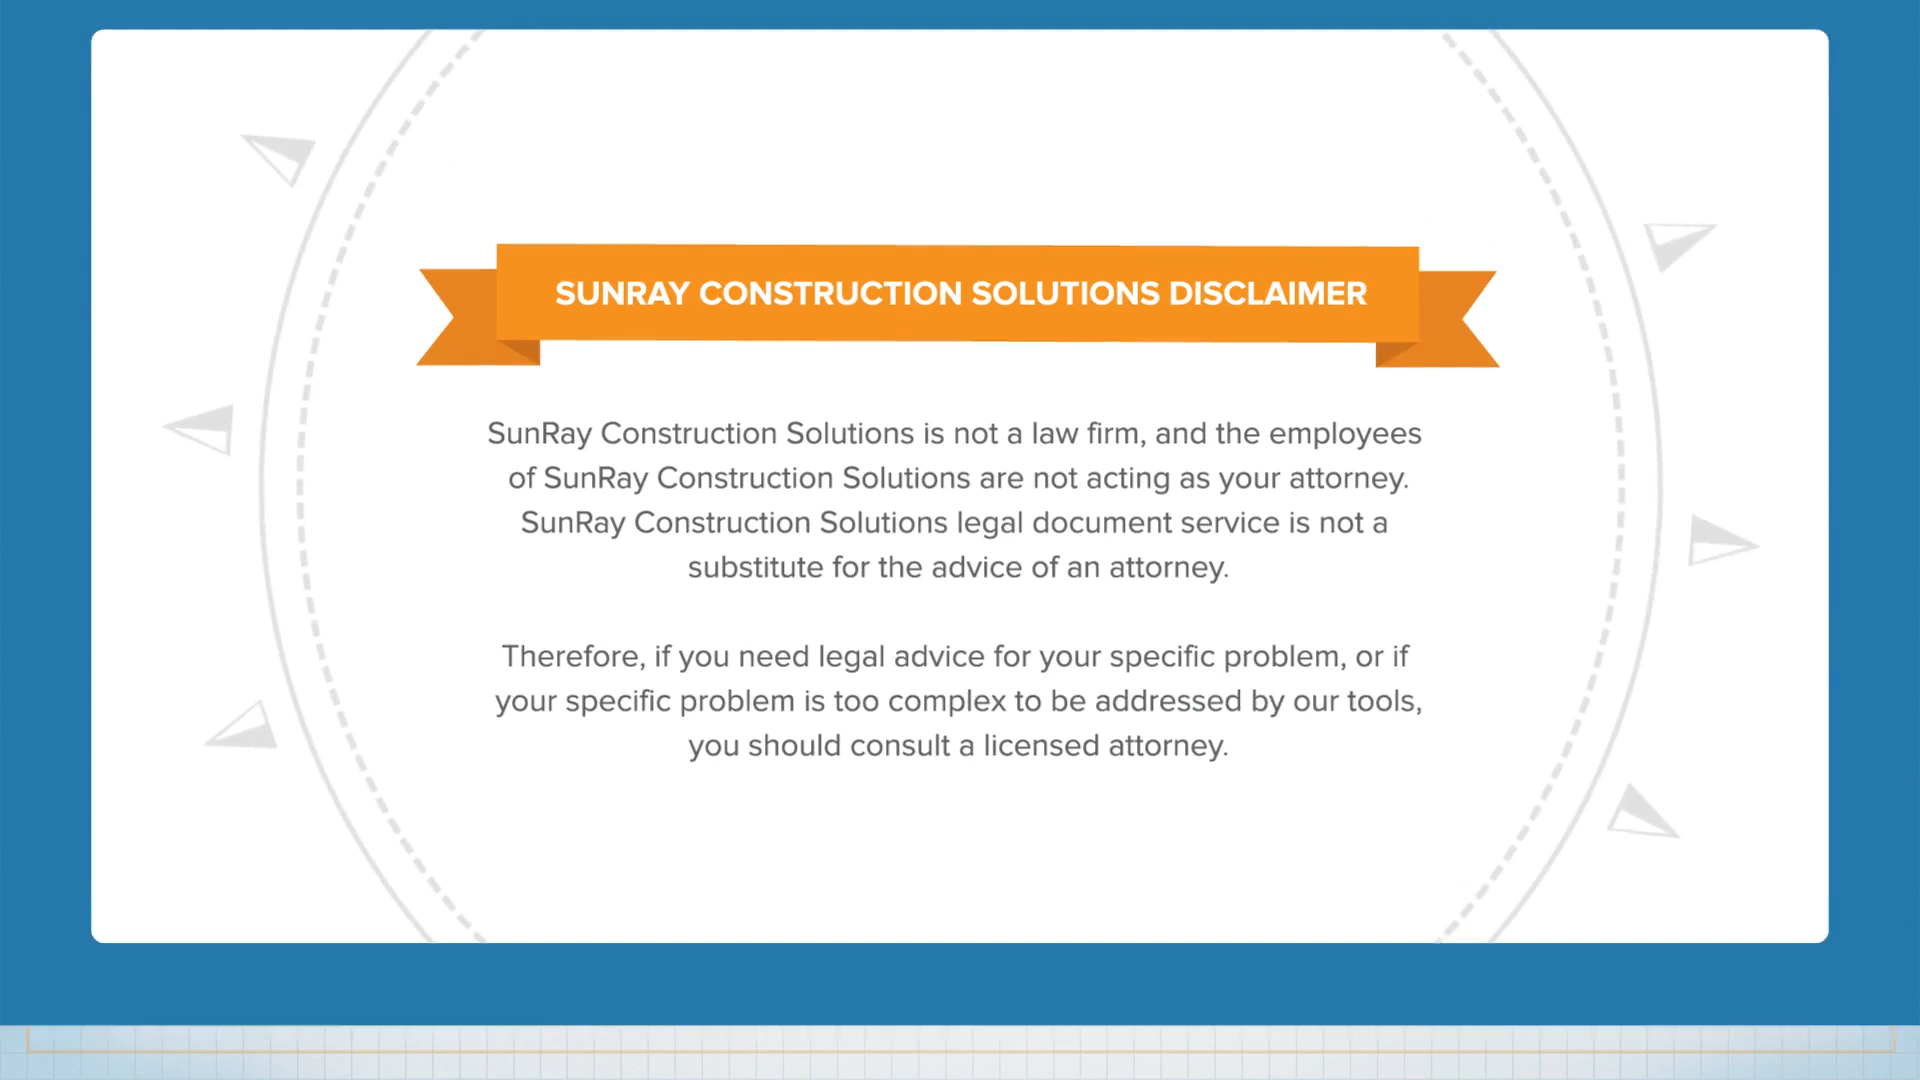 SUNRAY CONSTRUCTION SOLUTIONS DISCLAIMER
SunRay Construction Solutions is not a law firm, and the employees
of SunRay Construction Solutions are not acting as your attorney.
SunRay Construction Solutions legal document service is not a
substitute for the advice of an attorney.
Therefore, if you need legal advice for your specific problem, or if
your specific problem is too complex to be addressed by our tools,
you should consult a licensed attorney.